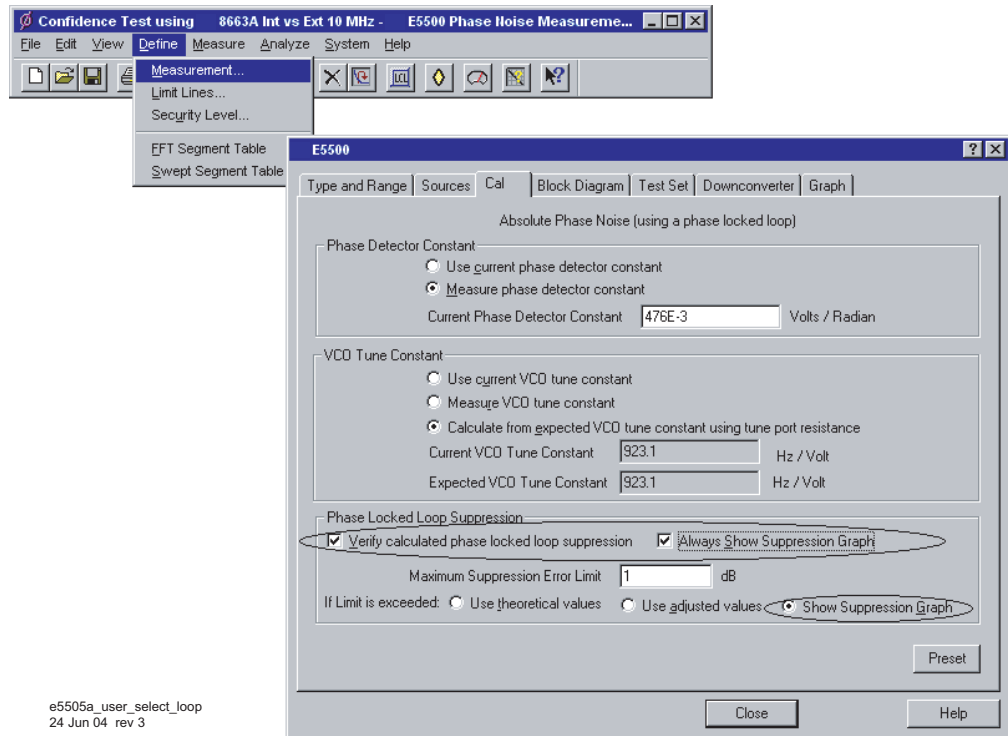 Confidence Test using 8663A Int vs Ext 10 MHz - E5500 Phase Noise Measureme...
File Edit View Define Measure Analyze System Help
Measurement...
Limit Lines...
Security Level...
FFT Segment Table
Swept Segment Table
E5500
Type and Range Sources Cal Block Diagram Test Set Downconverter Graph
Absolute Phase Noise (using a phase locked loop)
Phase Detector Constant
Use current phase detector constant
Measure phase detector constant
Current Phase Detector Constant 476E-3 Volts / Radian
VCO Tune Constant
Use current VCO tune constant
Measure VCO tune constant
Calculate from expected VCO tune constant using tune port resistance
Current VCO Tune Constant 923.1 Hz / Volt
Expected VCO Tune Constant 923.1 Hz / Volt
Phase Locked Loop Suppression
Verify calculated phase locked loop suppression Always Show Suppression Graph
Maximum Suppression Error Limit 1 dB
If Limit is exceeded: Use theoretical values Use adjusted values Show Suppression Graph
Preset
Close Help
e5505a_user_select_loop
24 Jun 04 rev 3